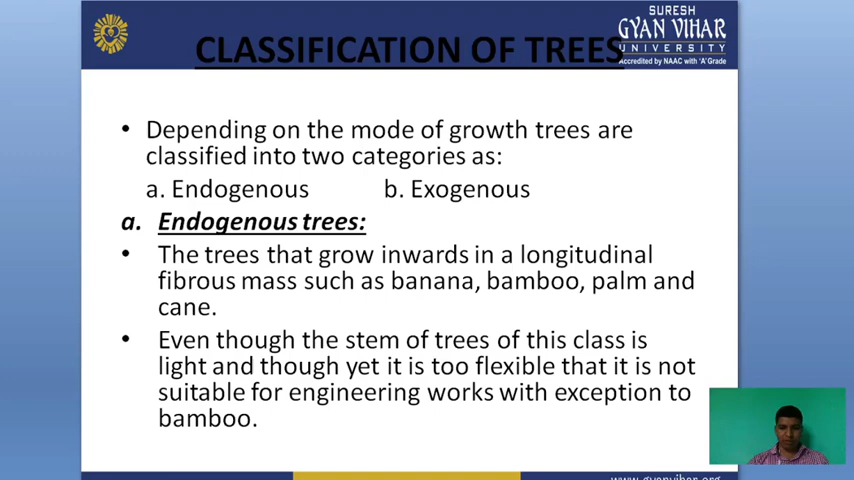 SURESH
GYAN VIHAR
UNIVERSITY
Accredited by NAAC with 'A' Grade
CLASSIFICATION OF TREES
• Depending on the mode of growth trees are
classified into two categories as:
a. Endogenous b. Exogenous
a. Endogenous trees:
• The trees that grow inwards in a longitudinal
fibrous mass such as banana, bamboo, palm and
cane.
• Even though the stem of trees of this class is
light and though yet it is too flexible that it is not
suitable for engineering works with exception to
bamboo.
www.gyanvihar.org